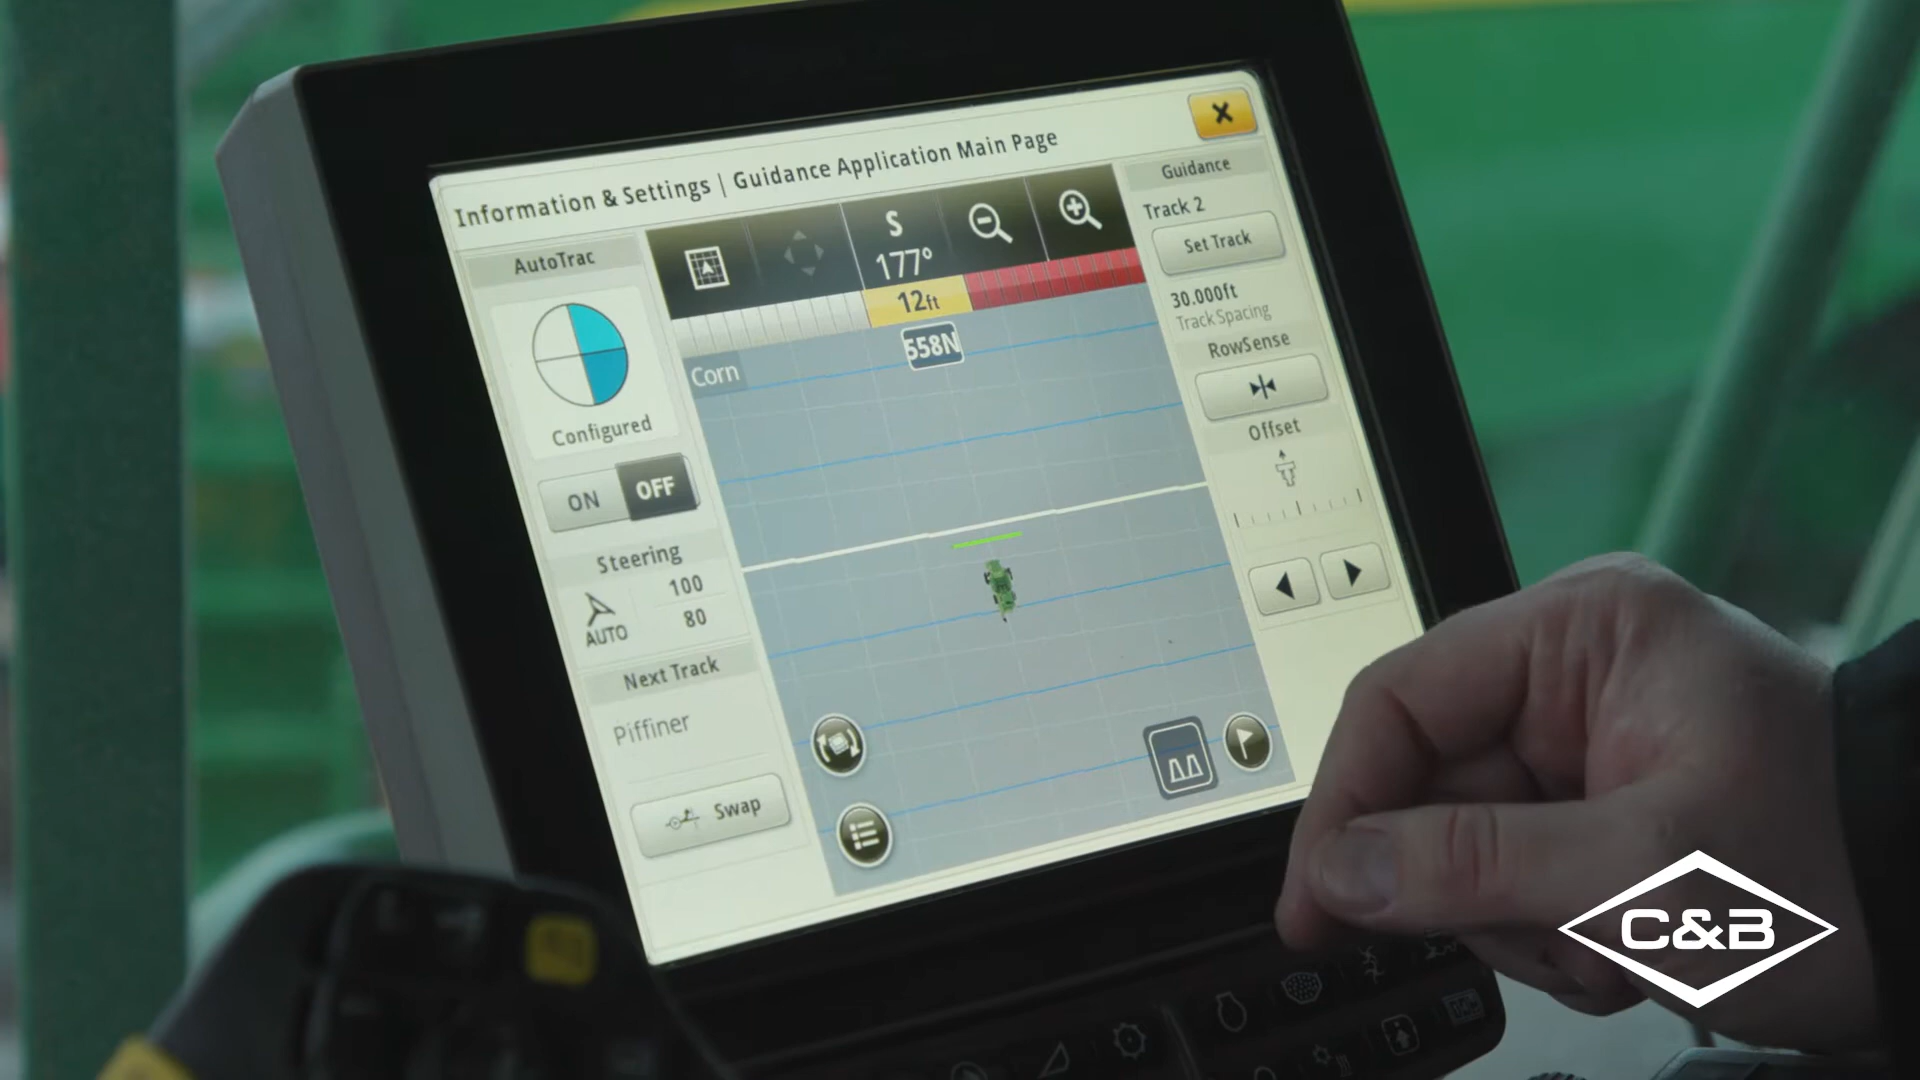 Information & Settings | Guidance Application Main Page
AutoTrac
Configured
ON OFF
Steering
AUTO
100
80
Next Track
Piffiner
Swap
S
177°
12ft
558N
Corn
Guidance
Track 2
Set Track
30.000ft
Track Spacing
RowSense
Offset
C&B